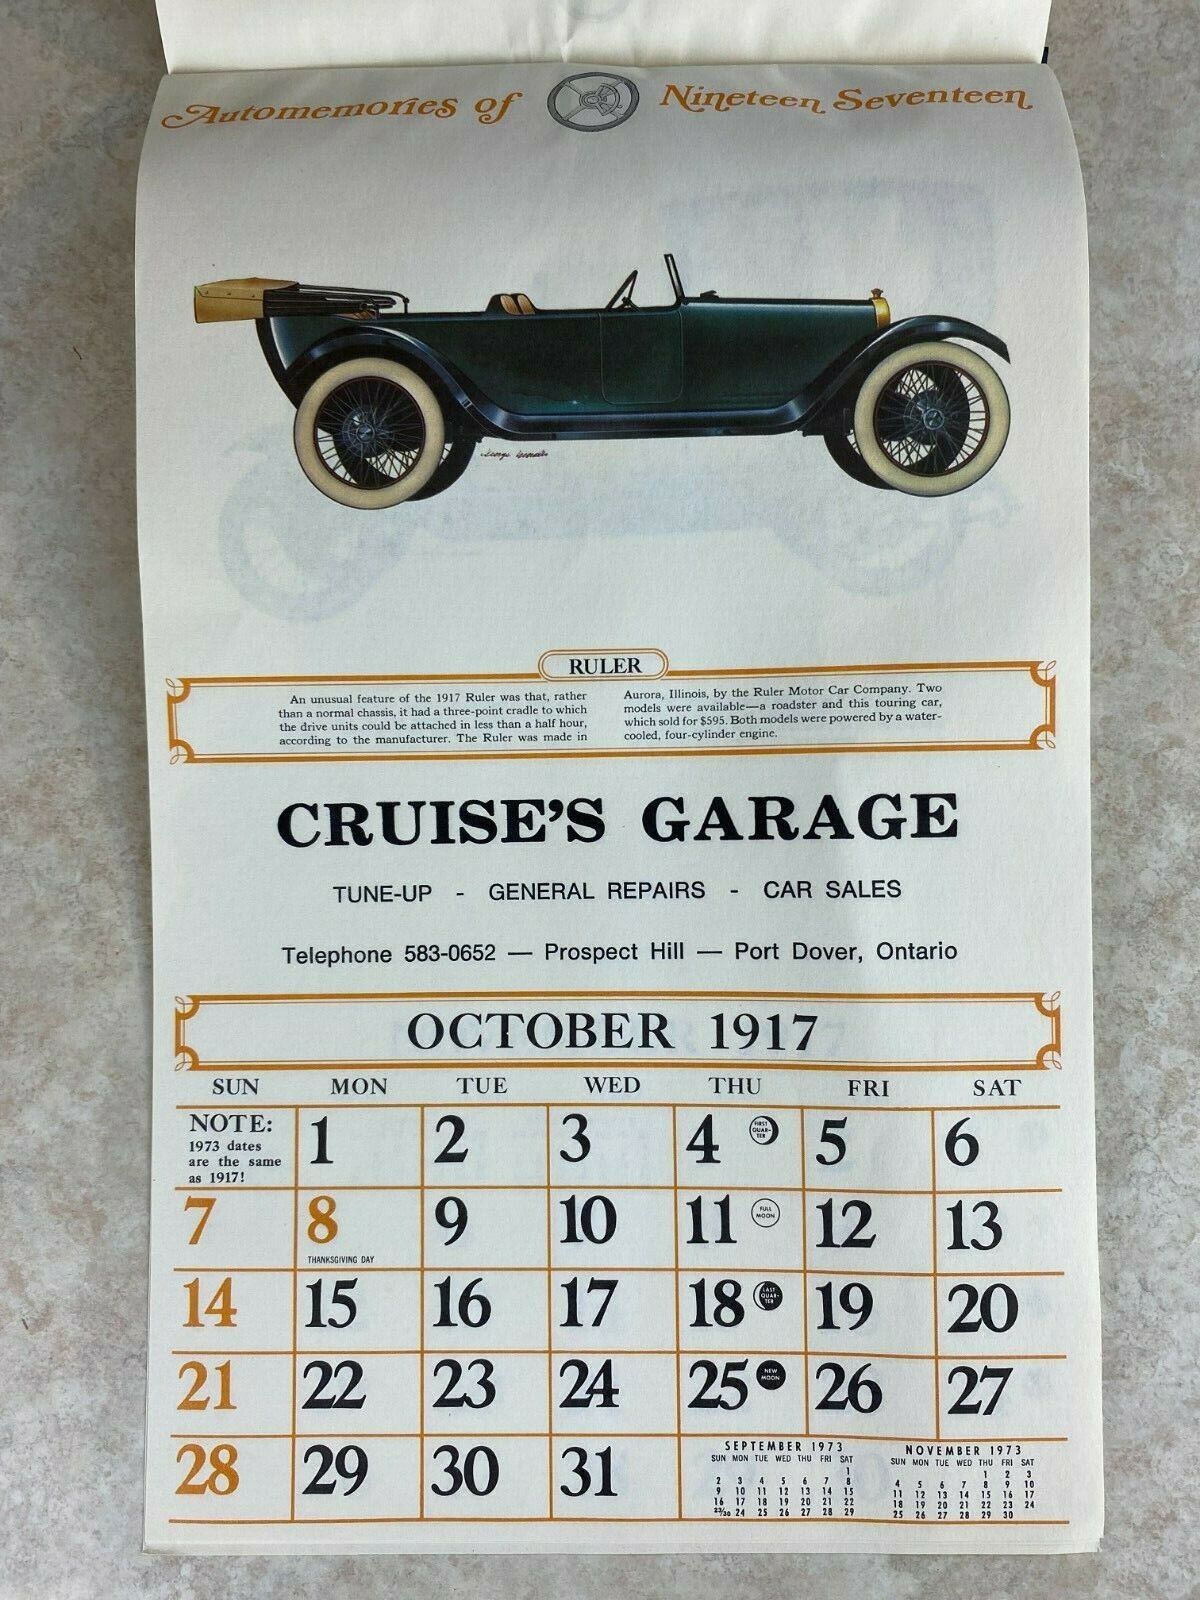 Automemories of Nineteen Seventeen
RULER
An unusual feature of the 1917 Ruler was that, rather
than a normal chassis, it had a three-point cradle to which
the drive units could be attached in less than a half hour,
according to the manufacturer. The Ruler was made in
Aurora, Illinois, by the Ruler Motor Car Company. Two
models were available—a roadster and this touring car,
which sold for $595. Both models were powered by a water-
cooled, four-cylinder engine.
CRUISE'S GARAGE
TUNE-UP - GENERAL REPAIRS - CAR SALES
Telephone 583-0652 — Prospect Hill — Port Dover, Ontario
OCTOBER 1917
SUN MON TUE WED THU FRI SAT
NOTE:
1973 dates
are the same
as 1917!
1 2 3 4 5 6
FIRST
QUAR-
TER
7 8 9 10 11 12 13
THANKSGIVING DAY
FULL
MOON
14 15 16 17 18 19 20
LAST
QUAR-
TER
21 22 23 24 25 26 27
NEW
MOON
28 29 30 31
SEPTEMBER 1973
SUN MON TUE WED THU FRI SAT
1
2 3 4 5 6 7 8
9 10 11 12 13 14 15
16 17 18 19 20 21 22
23/30 24 25 26 27 28 29
NOVEMBER 1973
SUN MON TUE WED THU FRI SAT
1 2 3
4 5 6 7 8 9 10
11 12 13 14 15 16 17
18 19 20 21 22 23 24
25 26 27 28 29 30